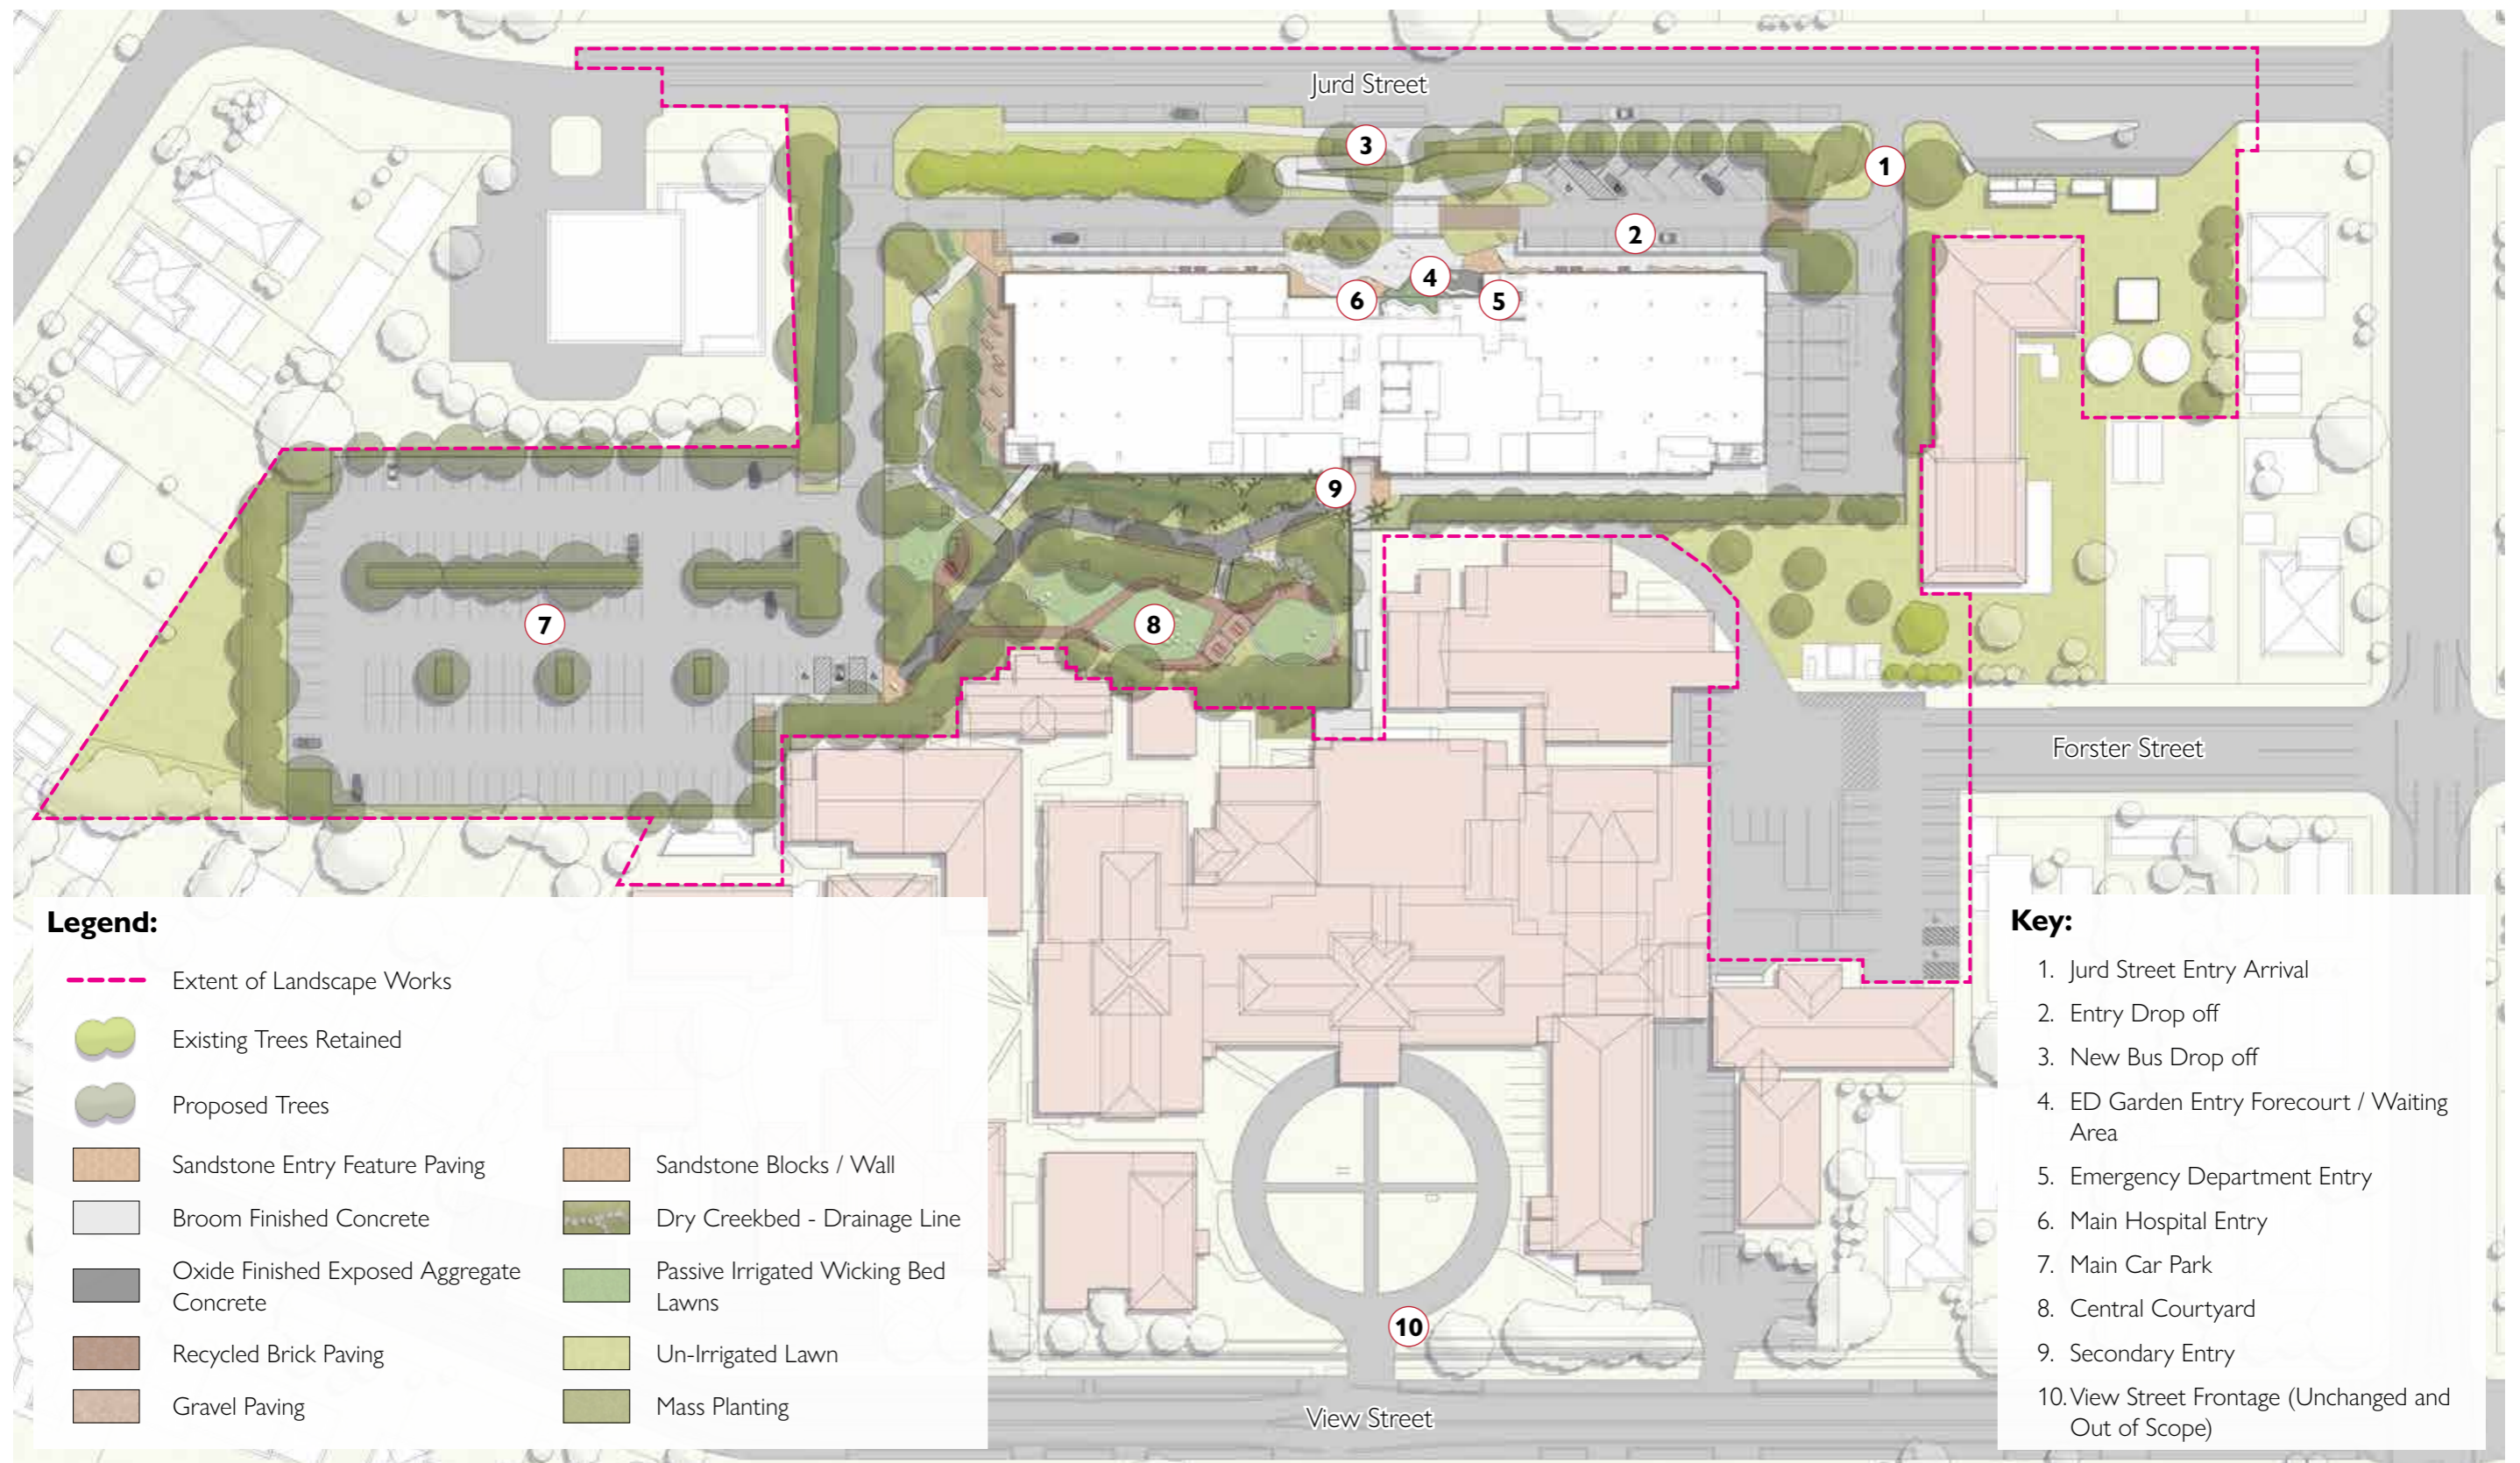 Jurd Street
3
1
2
4
6
5
9
7
8
Forster Street
10
View Street
Legend:
Extent of Landscape Works
Existing Trees Retained
Proposed Trees
Sandstone Entry Feature Paving
Broom Finished Concrete
Oxide Finished Exposed Aggregate
Concrete
Recycled Brick Paving
Gravel Paving
Sandstone Blocks / Wall
Dry Creekbed - Drainage Line
Passive Irrigated Wicking Bed
Lawns
Un-Irrigated Lawn
Mass Planting
Key:
1. Jurd Street Entry Arrival
2. Entry Drop off
3. New Bus Drop off
4. ED Garden Entry Forecourt / Waiting
Area
5. Emergency Department Entry
6. Main Hospital Entry
7. Main Car Park
8. Central Courtyard
9. Secondary Entry
10. View Street Frontage (Unchanged and
Out of Scope)